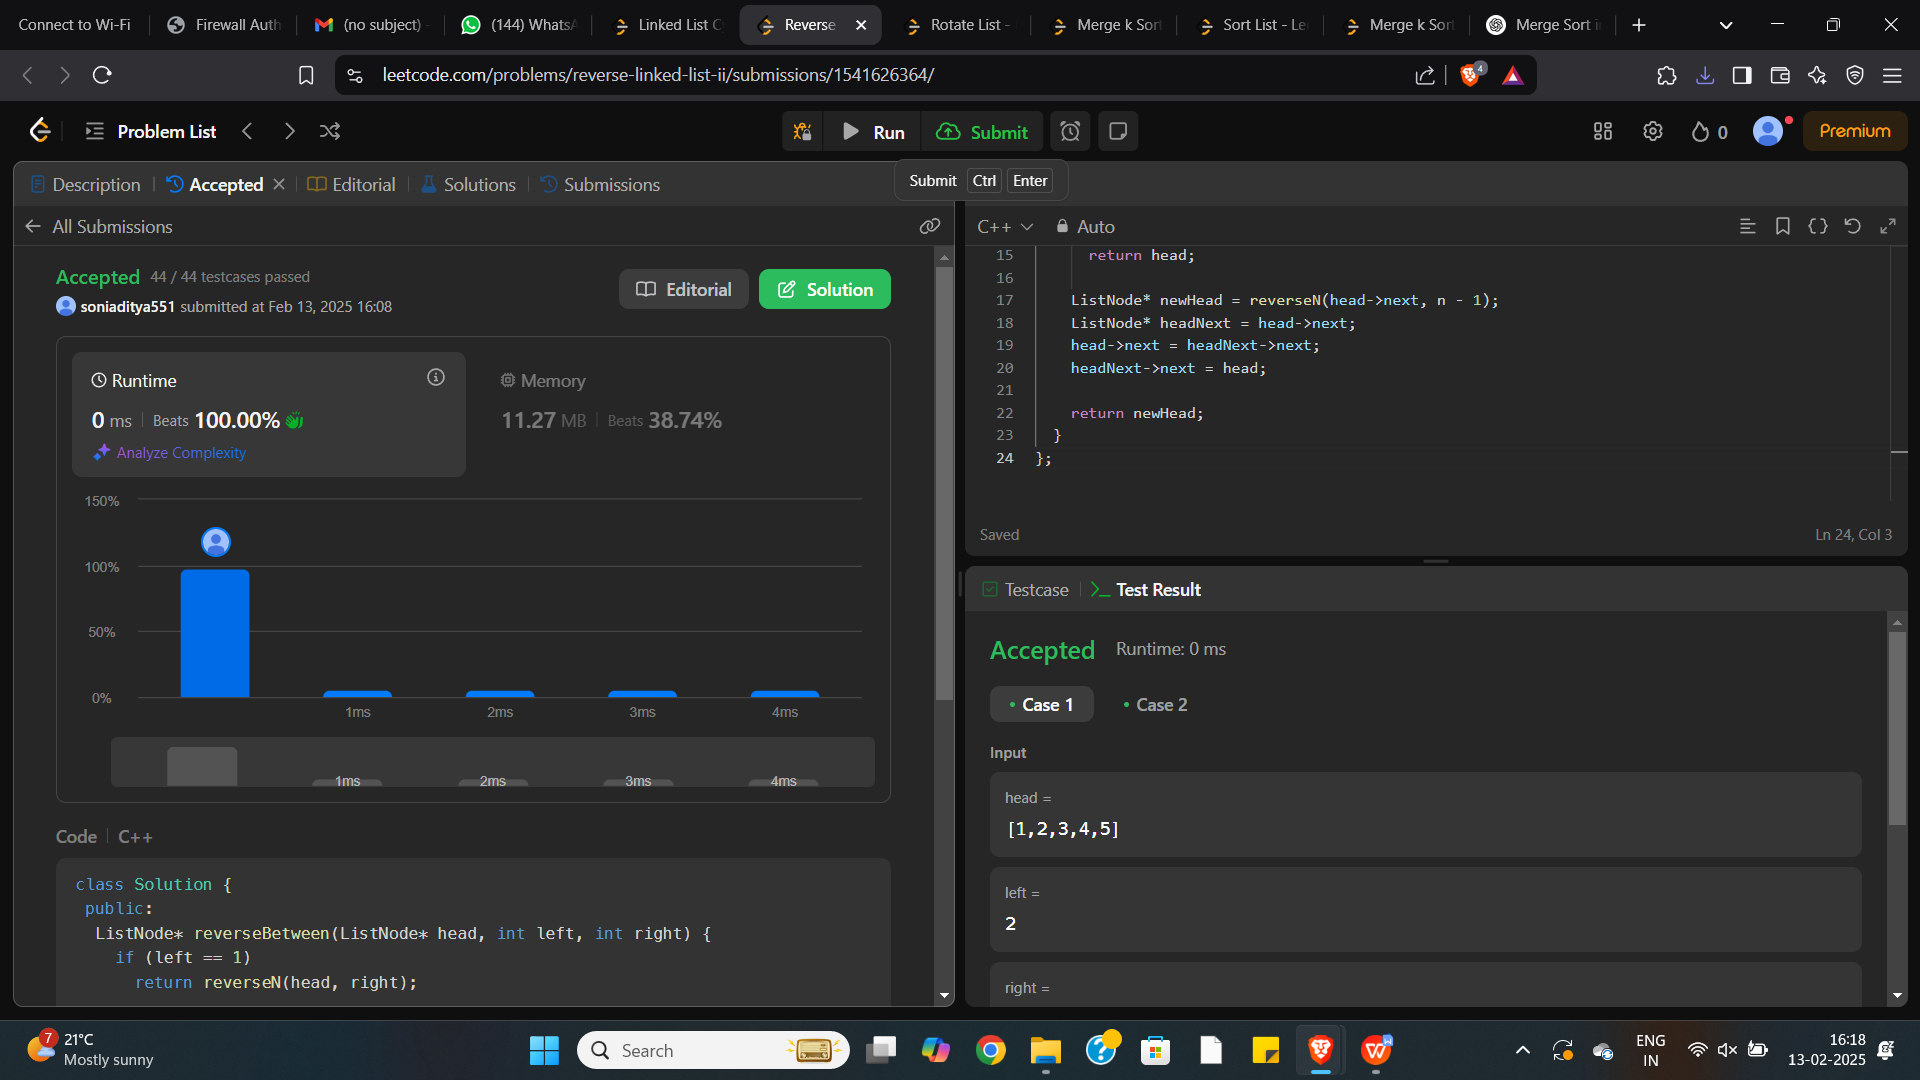 Connect to Wi-Fi
Firewall Auth
(no subject)
(144) WhatsA
Linked List C
Reverse
Rotate List -
Merge k Sor
Sort List - Le
Merge k Sor
Merge Sort i
leetcode.com/problems/reverse-linked-list-ii/submissions/1541626364/
4
Problem List
Run
Submit
0
Premium
Description
Accepted
Editorial
Solutions
Submissions
Submit Ctrl Enter
All Submissions
C++
Auto
Accepted 44 / 44 testcases passed
soniaditya551 submitted at Feb 13, 2025 16:08
Editorial
Solution
Runtime
0 ms Beats 100.00%
Analyze Complexity
Memory
11.27 MB Beats 38.74%
150%
100%
50%
0%
1ms 2ms 3ms 4ms
1ms 2ms 3ms 4ms
Code C++
class Solution {
public:
ListNode* reverseBetween(ListNode* head, int left, int right) {
if (left == 1)
return reverseN(head, right);
15 return head;
16
17 ListNode* newHead = reverseN(head->next, n - 1);
18 ListNode* headNext = head->next;
19 head->next = headNext->next;
20 headNext->next = head;
21
22 return newHead;
23 }
24 };
Saved
Ln 24, Col 3
Testcase
Test Result
Accepted Runtime: 0 ms
• Case 1
• Case 2
Input
head =
[1,2,3,4,5]
left =
2
right =
7
21°C
Mostly sunny
Search
ENG
IN
16:18
13-02-2025